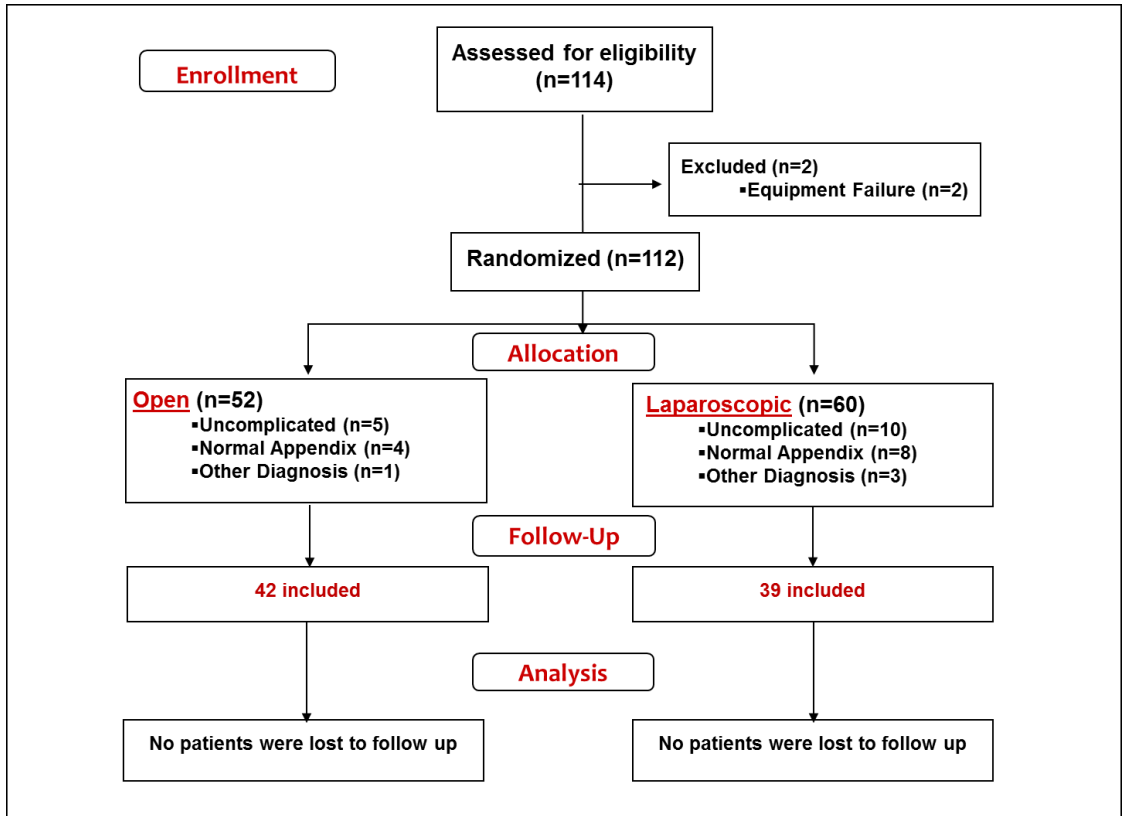 Enrollment
Assessed for eligibility
(n=114)
Excluded (n=2)
▪Equipment Failure (n=2)
Randomized (n=112)
Allocation
Open (n=52)
▪Uncomplicated (n=5)
▪Normal Appendix (n=4)
▪Other Diagnosis (n=1)
Laparoscopic (n=60)
▪Uncomplicated (n=10)
▪Normal Appendix (n=8)
▪Other Diagnosis (n=3)
Follow-Up
42 included
39 included
Analysis
No patients were lost to follow up
No patients were lost to follow up